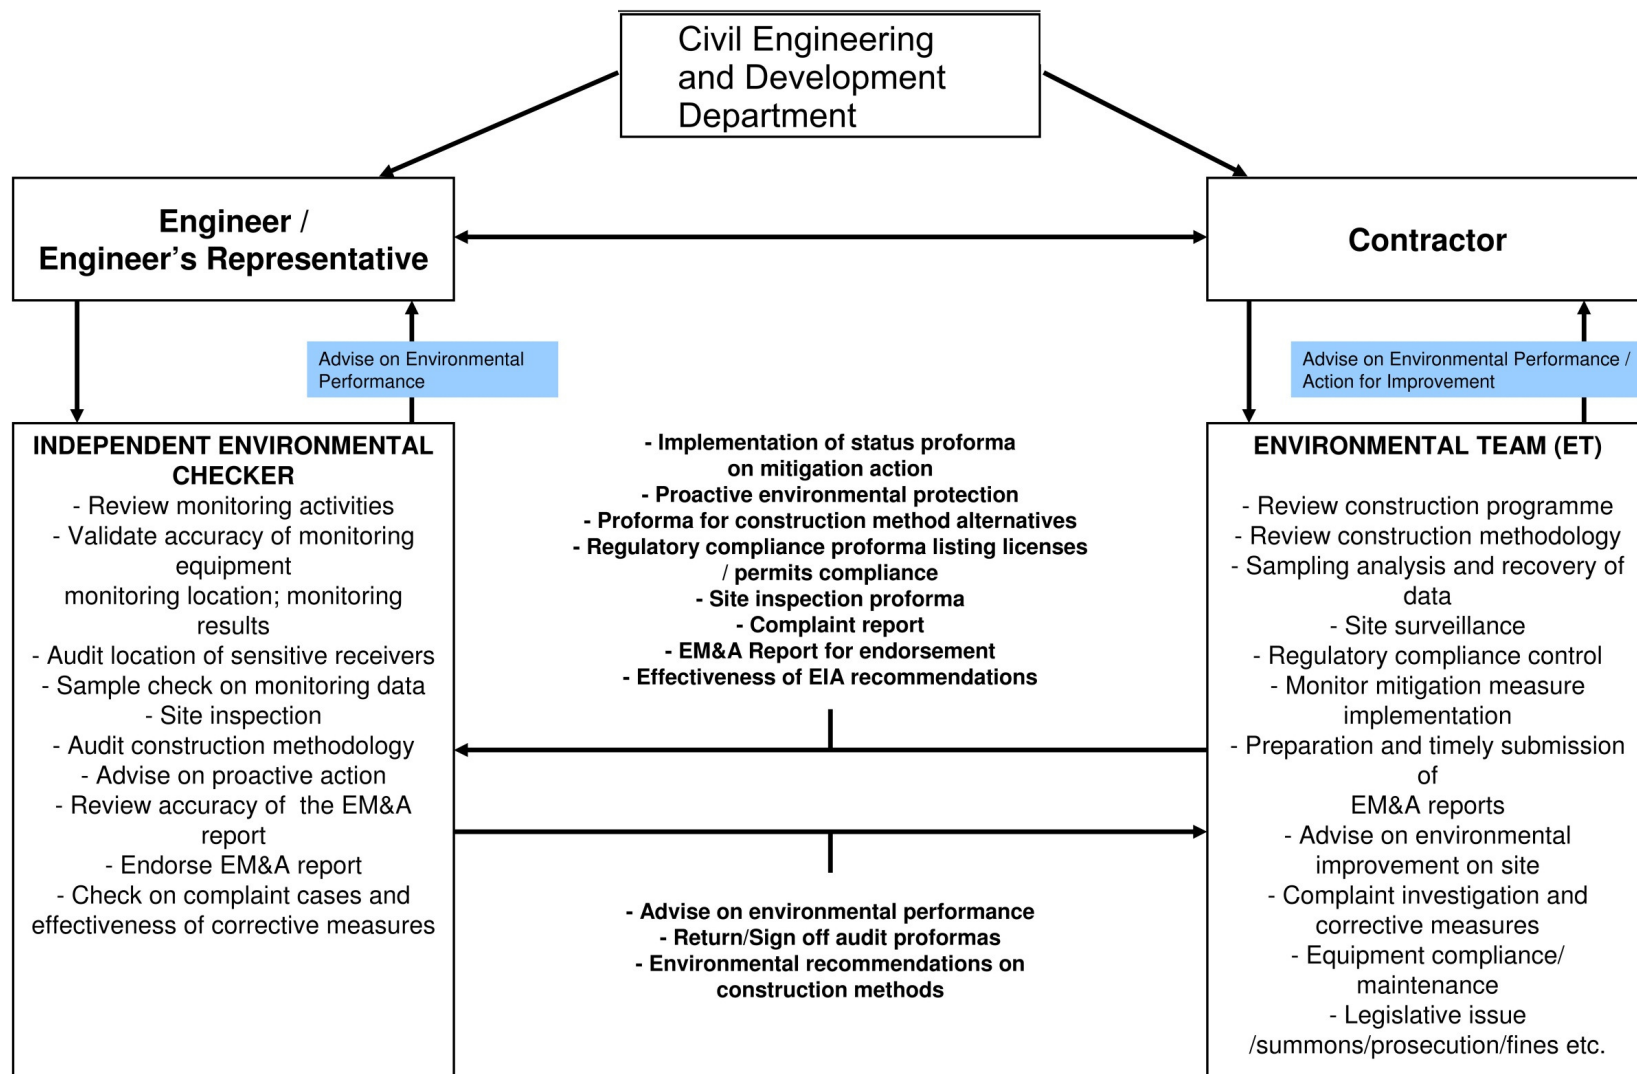 Civil Engineering
and Development
Department
Engineer /
Engineer’s Representative
Contractor
Advise on Environmental
Performance
Advise on Environmental Performance /
Action for Improvement
INDEPENDENT ENVIRONMENTAL
CHECKER
- Review monitoring activities
- Validate accuracy of monitoring
equipment
monitoring location; monitoring
results
- Audit location of sensitive receivers
- Sample check on monitoring data
- Site inspection
- Audit construction methodology
- Advise on proactive action
- Review accuracy of  the EM&A
report
- Endorse EM&A report
- Check on complaint cases and
effectiveness of corrective measures
- Implementation of status proforma
on mitigation action
- Proactive environmental protection
- Proforma for construction method alternatives
- Regulatory compliance proforma listing licenses
/ permits compliance
- Site inspection proforma
- Complaint report
- EM&A Report for endorsement
- Effectiveness of EIA recommendations
- Advise on environmental performance
- Return/Sign off audit proformas
- Environmental recommendations on
construction methods
ENVIRONMENTAL TEAM (ET)
- Review construction programme
- Review construction methodology
- Sampling analysis and recovery of
data
- Site surveillance
- Regulatory compliance control
- Monitor mitigation measure
implementation
- Preparation and timely submission
of
EM&A reports
- Advise on environmental
improvement on site
- Complaint investigation and
corrective measures
- Equipment compliance/
maintenance
- Legislative issue
/summons/prosecution/fines etc.